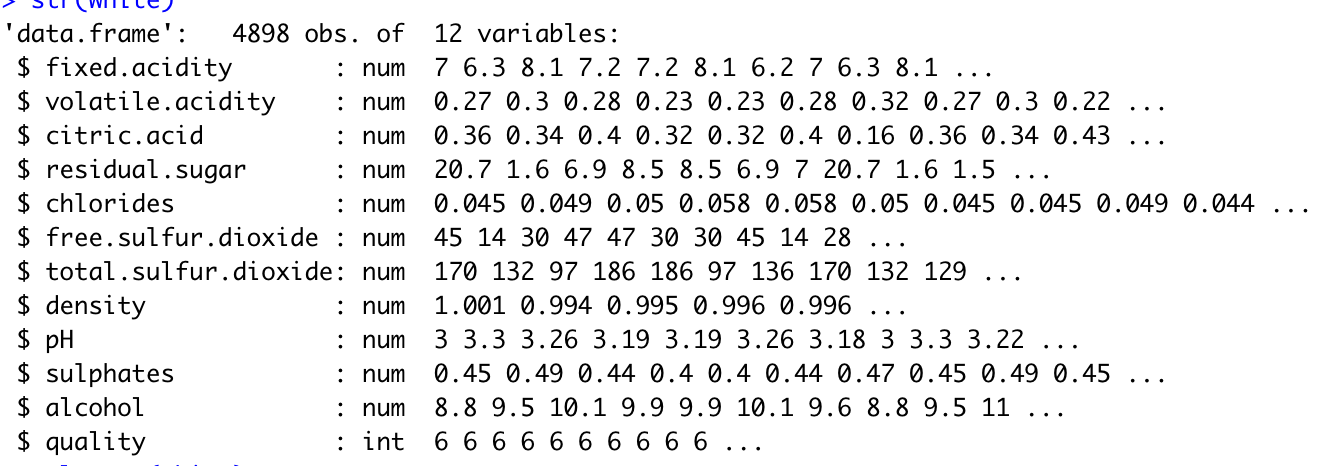 > str(White)
'data.frame':   4898 obs. of  12 variables:
 $ fixed.acidity       : num  7 6.3 8.1 7.2 7.2 8.1 6.2 7 6.3 8.1 ...
 $ volatile.acidity    : num  0.27 0.3 0.28 0.23 0.23 0.28 0.32 0.27 0.3 0.22 ...
 $ citric.acid         : num  0.36 0.34 0.4 0.32 0.32 0.4 0.16 0.36 0.34 0.43 ...
 $ residual.sugar      : num  20.7 1.6 6.9 8.5 8.5 6.9 7 20.7 1.6 1.5 ...
 $ chlorides           : num  0.045 0.049 0.05 0.058 0.058 0.05 0.045 0.045 0.049 0.044 ...
 $ free.sulfur.dioxide : num  45 14 30 47 47 30 30 45 14 28 ...
 $ total.sulfur.dioxide: num  170 132 97 186 186 97 136 170 132 129 ...
 $ density             : num  1.001 0.994 0.995 0.996 0.996 ...
 $ pH                  : num  3 3.3 3.26 3.19 3.19 3.26 3.18 3 3.3 3.22 ...
 $ sulphates           : num  0.45 0.49 0.44 0.4 0.4 0.44 0.47 0.45 0.49 0.45 ...
 $ alcohol             : num  8.8 9.5 10.1 9.9 9.9 10.1 9.6 8.8 9.5 11 ...
 $ quality             : int  6 6 6 6 6 6 6 6 6 6 ...